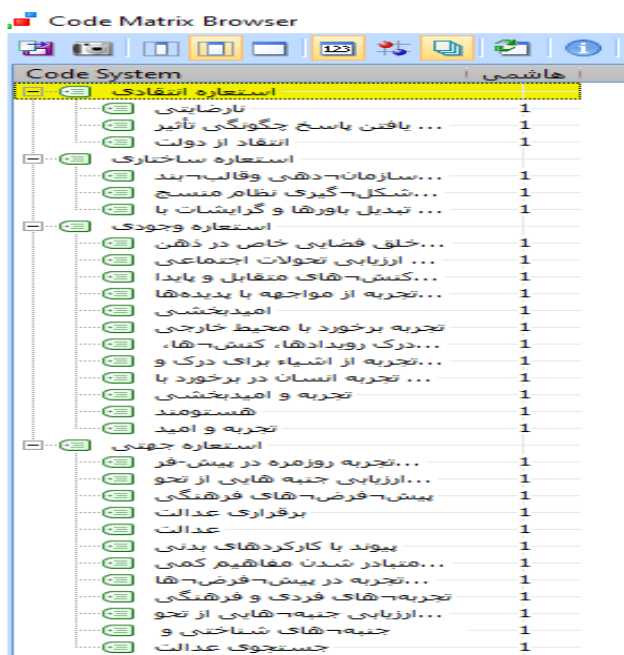 Code Matrix Browser
Code System هاشمی
استعاره انتقادی
نارضایتی 1
یافتن پاسخ چگونگی تأثیر ... 1
انتقاد از دولت 1
استعاره ساختاری
سازمان¬دهی وقالب¬بند... 1
شکل¬گیری نظام منسج... 1
تبدیل باورها و گرایشات با ... 1
استعاره وجودی
خلق فضایی خاص در ذهن... 1
ارزیابی تحولات اجتماعی ... 1
کنش¬های متقابل و پایدا... 1
تجربه از مواجهه با پدیده‌ها... 1
امیدبخشی 1
تجربه برخورد با محیط خارجی 1
درک رویدادها، کنش¬ها،... 1
تجربه از اشیاء برای درک و... 1
تجربه انسان در برخورد با ... 1
تجربه و امیدبخشی 1
هستومند 1
تجربه و امید 1
استعاره جهتی
تجربه روزمره در پیش-فر... 1
ارزیابی جنبه هایی از تحو... 1
پیش¬فرض¬های فرهنگی 1
برقراری عدالت 1
عدالت 1
پیوند با کارکردهای بدنی 1
متبادر شدن مفاهیم کمی... 1
تجربه در پیش¬فرض¬ها... 1
تجربه¬های فردی و فرهنگی 1
ارزیابی جنبه¬هایی از تحو... 1
جنبه¬های شناختی و 1
جستجوی عدالت 1